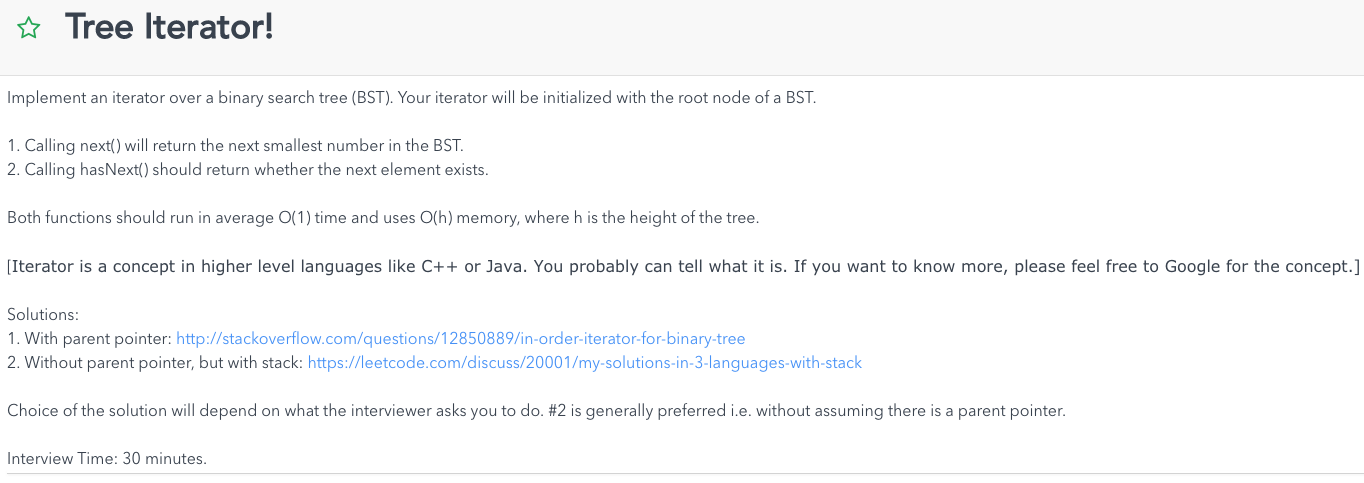 Tree Iterator!
Implement an iterator over a binary search tree (BST). Your iterator will be initialized with the root node of a BST.
1. Calling next() will return the next smallest number in the BST.
2. Calling hasNext() should return whether the next element exists.
Both functions should run in average O(1) time and uses O(h) memory, where h is the height of the tree.
[Iterator is a concept in higher level languages like C++ or Java. You probably can tell what it is. If you want to know more, please feel free to Google for the concept.]
Solutions:
1. With parent pointer: http://stackoverflow.com/questions/12850889/in-order-iterator-for-binary-tree
2. Without parent pointer, but with stack: https://leetcode.com/discuss/20001/my-solutions-in-3-languages-with-stack
Choice of the solution will depend on what the interviewer asks you to do. #2 is generally preferred i.e. without assuming there is a parent pointer.
Interview Time: 30 minutes.